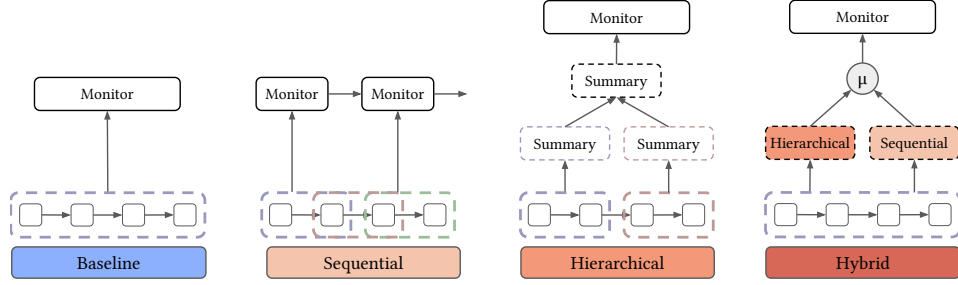 Monitor
Monitor
Monitor
Monitor
Monitor
Summary
μ
Summary
Summary
Hierarchical
Sequential
Baseline
Sequential
Hierarchical
Hybrid